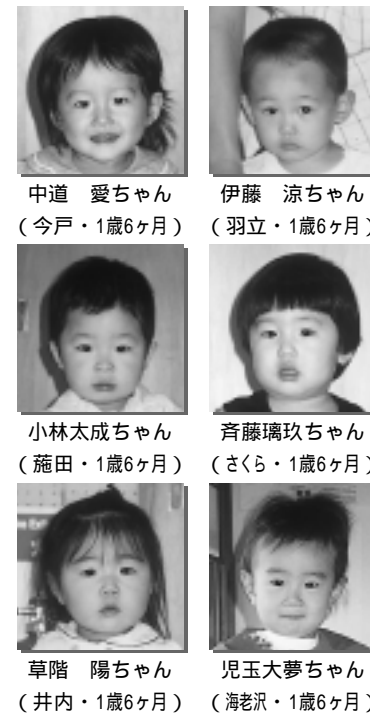 中道　愛ちゃん
（今戸・1歳6ヶ月）
伊藤　涼ちゃん
（羽立・1歳6ヶ月）
小林太成ちゃん
（葹田・1歳6ヶ月）
斉藤璃玖ちゃん
（さくら・1歳6ヶ月）
草階　陽ちゃん
（井内・1歳6ヶ月）
児玉大夢ちゃん
（海老沢・1歳6ヶ月）